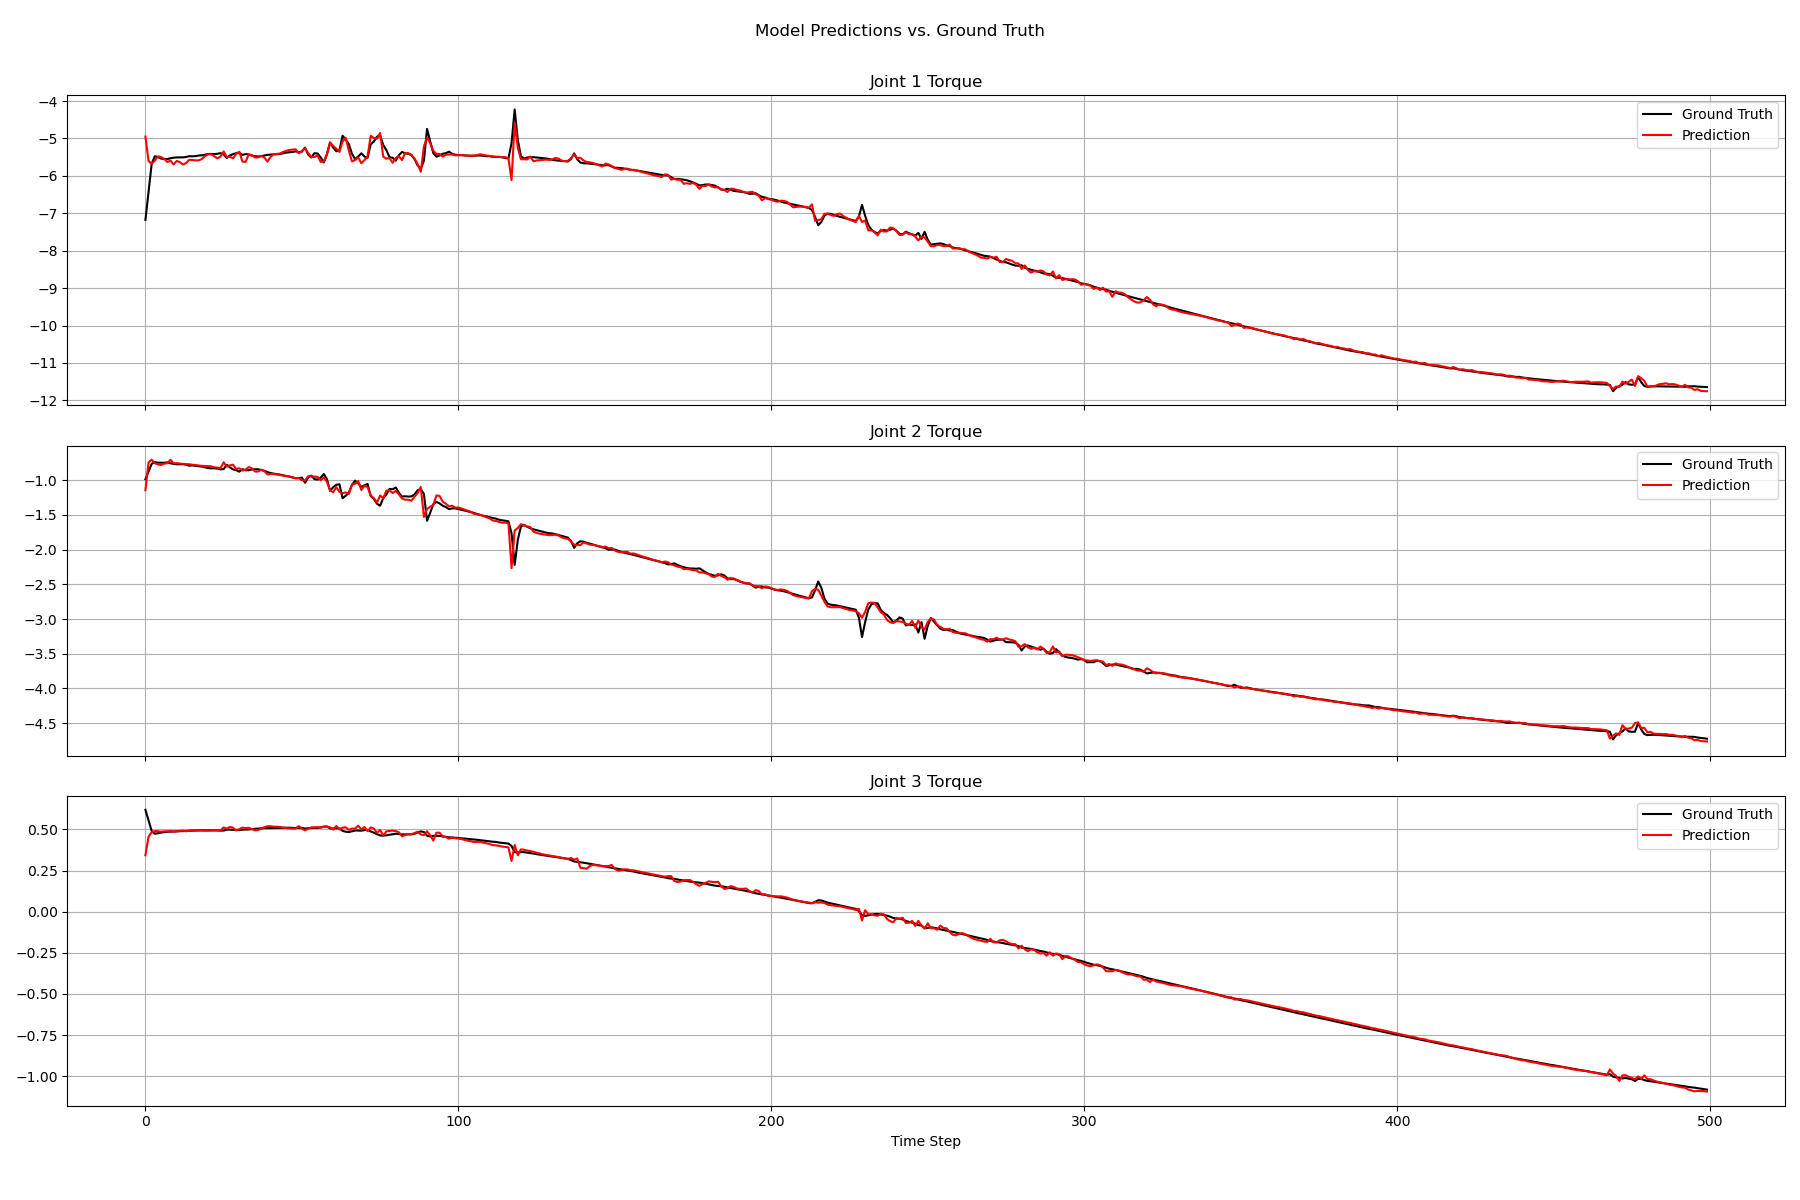 Model Predictions vs. Ground Truth
Joint 1 Torque
−4
−5
−6
−7
−8
−9
−10
−11
−12
Ground Truth
Prediction
Joint 2 Torque
−1.0
−1.5
−2.0
−2.5
−3.0
−3.5
−4.0
−4.5
Ground Truth
Prediction
Joint 3 Torque
0.50
0.25
0.00
−0.25
−0.50
−0.75
−1.00
Ground Truth
Prediction
0 100 200 300 400 500
Time Step